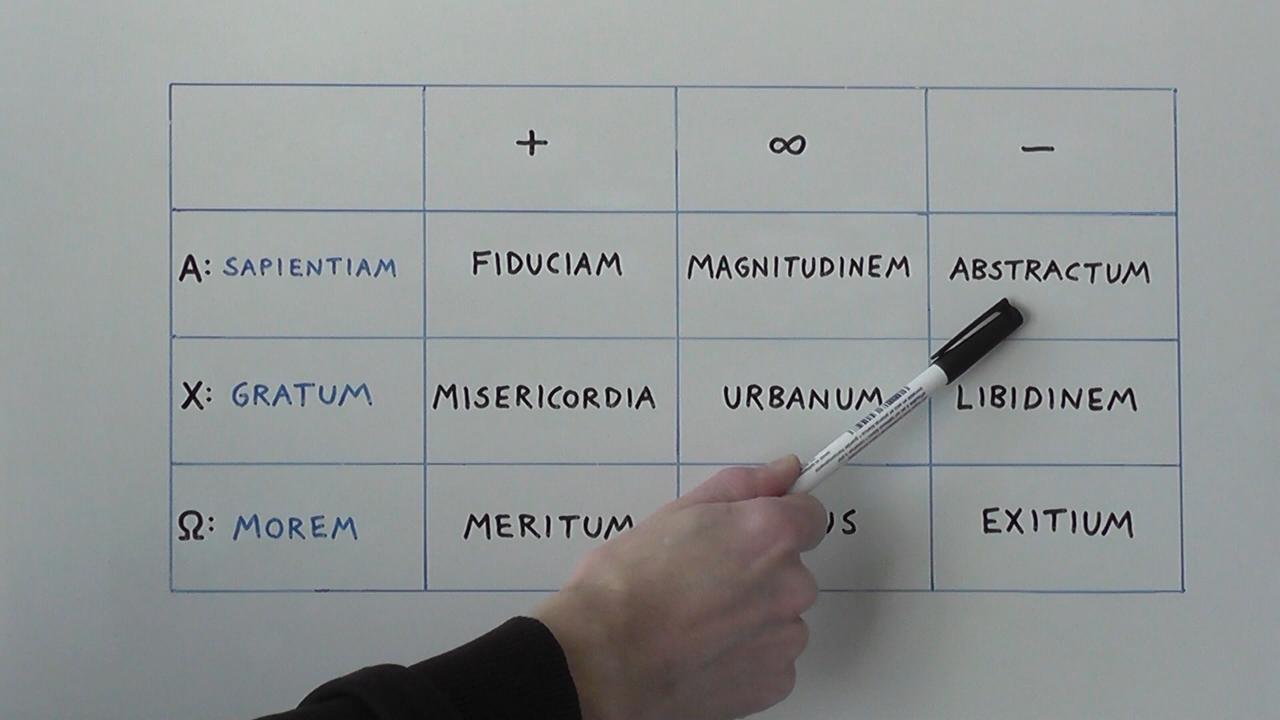 + ∞ −
A: SAPIENTIAM FIDUCIAM MAGNITUDINEM ABSTRACTUM
X: GRATUM MISERICORDIA URBANUM LIBIDINEM
Ω: MOREM MERITUM EXITIUM